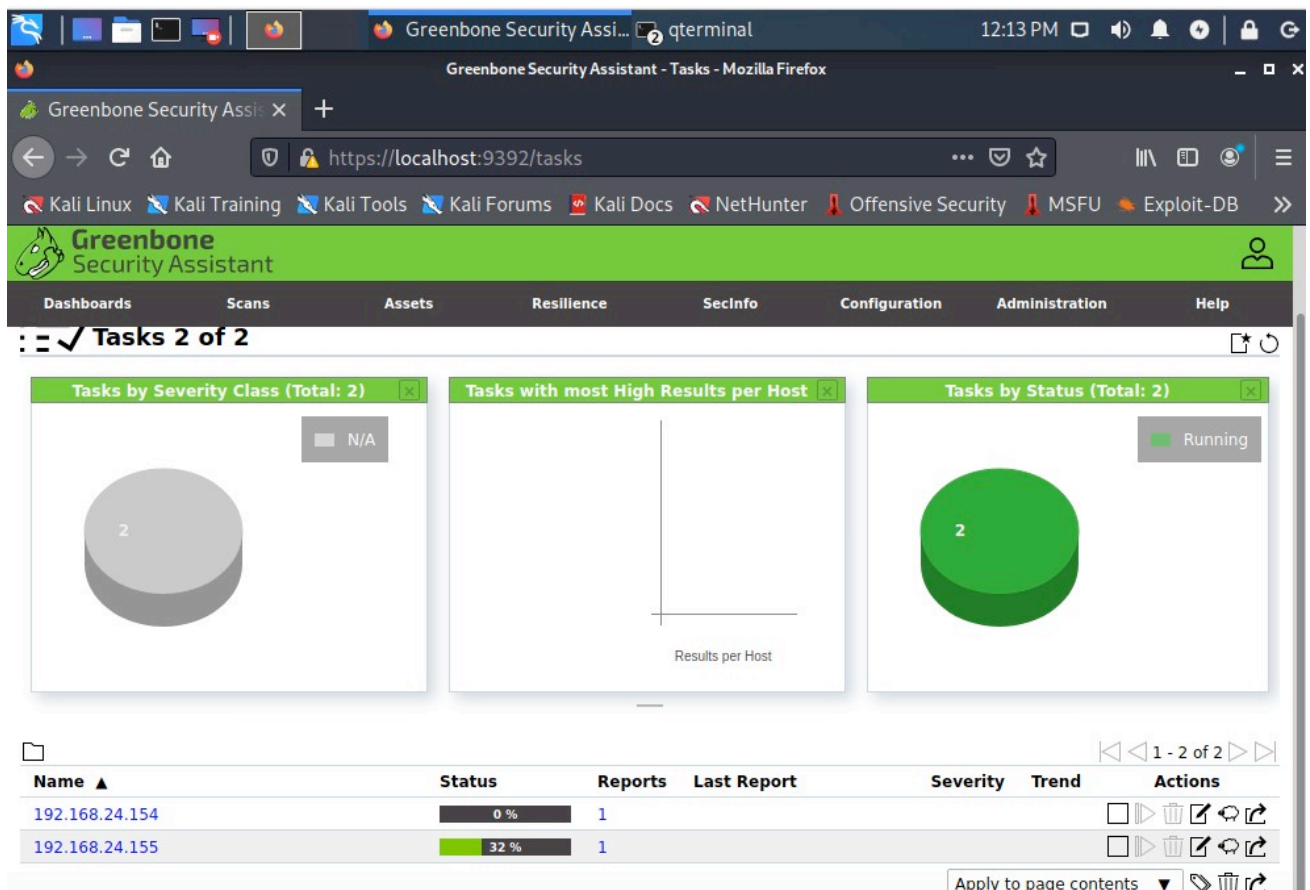 Greenbone Security Assi... 2 qterminal 12:13 PM
Greenbone Security Assistant - Tasks - Mozilla Firefox
Greenbone Security Assis
https://localhost:9392/tasks
Kali Linux Kali Training Kali Tools Kali Forums Kali Docs NetHunter Offensive Security MSFU Exploit-DB
Greenbone
Security Assistant
Dashboards Scans Assets Resilience SecInfo Configuration Administration Help
Tasks 2 of 2
Tasks by Severity Class (Total: 2)
N/A
2
Tasks with most High Results per Host
Results per Host
Tasks by Status (Total: 2)
Running
2
1 - 2 of 2
Name ▲ Status Reports Last Report Severity Trend Actions
192.168.24.154 0 % 1
192.168.24.155 32 % 1
Apply to page contents ▼